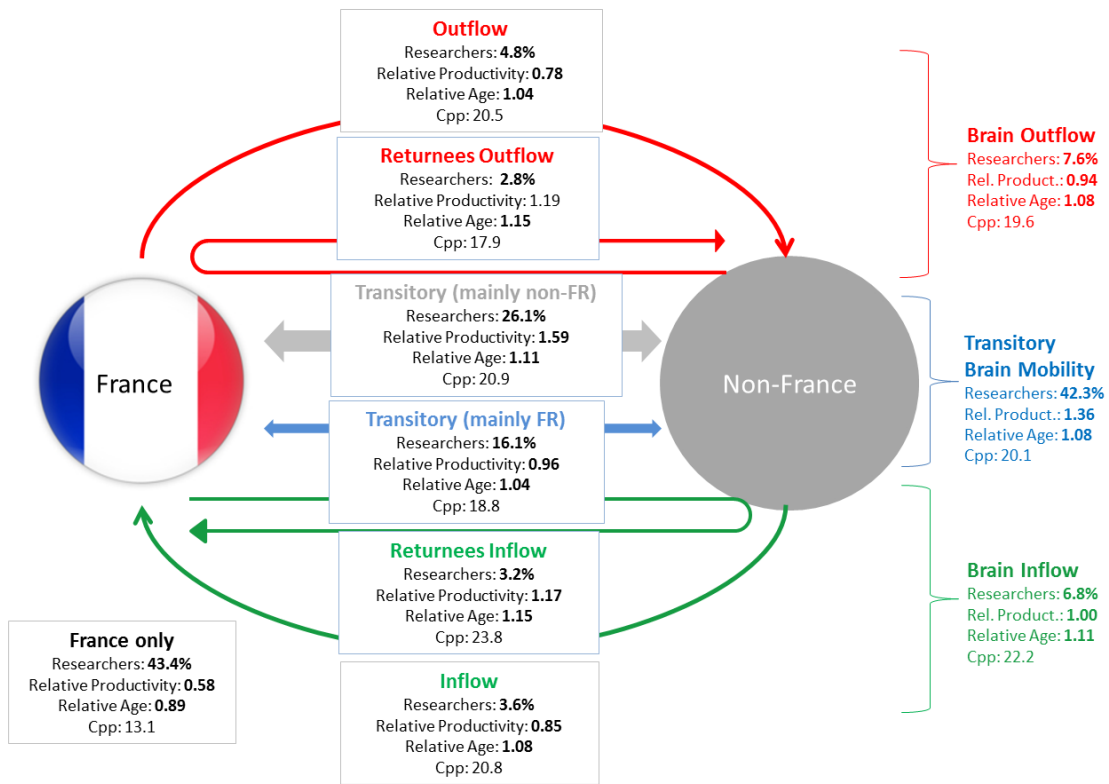 Outflow
Researchers: 4.8%
Relative Productivity: 0.78
Relative Age: 1.04
Cpp: 20.5
Returnees Outflow
Researchers: 2.8%
Relative Productivity: 1.19
Relative Age: 1.15
Cpp: 17.9
Brain Outflow
Researchers: 7.6%
Rel. Product.: 0.94
Relative Age: 1.08
Cpp: 19.6
Transitory (mainly non-FR)
Researchers: 26.1%
Relative Productivity: 1.59
Relative Age: 1.11
Cpp: 20.9
France
Non-France
Transitory
Brain Mobility
Researchers: 42.3%
Rel. Product.: 1.36
Relative Age: 1.08
Cpp: 20.1
Transitory (mainly FR)
Researchers: 16.1%
Relative Productivity: 0.96
Relative Age: 1.04
Cpp: 18.8
Returnees Inflow
Researchers: 3.2%
Relative Productivity: 1.17
Relative Age: 1.15
Cpp: 23.8
Brain Inflow
Researchers: 6.8%
Rel. Product.: 1.00
Relative Age: 1.11
Cpp: 22.2
France only
Researchers: 43.4%
Relative Productivity: 0.58
Relative Age: 0.89
Cpp: 13.1
Inflow
Researchers: 3.6%
Relative Productivity: 0.85
Relative Age: 1.08
Cpp: 20.8